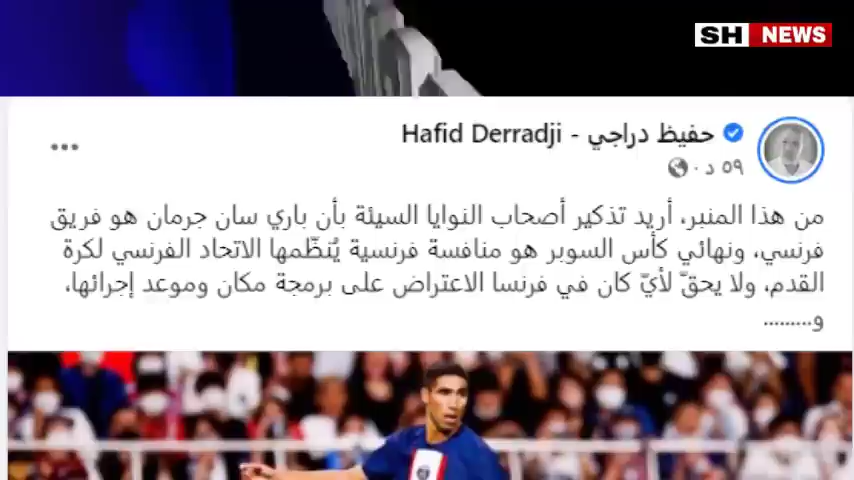 SH NEWS
حفيظ دراجي - Hafid Derradji
٥٩ د
من هذا المنبر، أريد تذكير أصحاب النوايا السيئة بأن باري سان جرمان هو فريق
فرنسي، ونهائي كأس السوبر هو منافسة فرنسية يُنظّمها الاتحاد الفرنسي لكرة
القدم، ولا يحقّ لأيّ كان في فرنسا الاعتراض على برمجة مكان وموعد إجرائها،
و.........